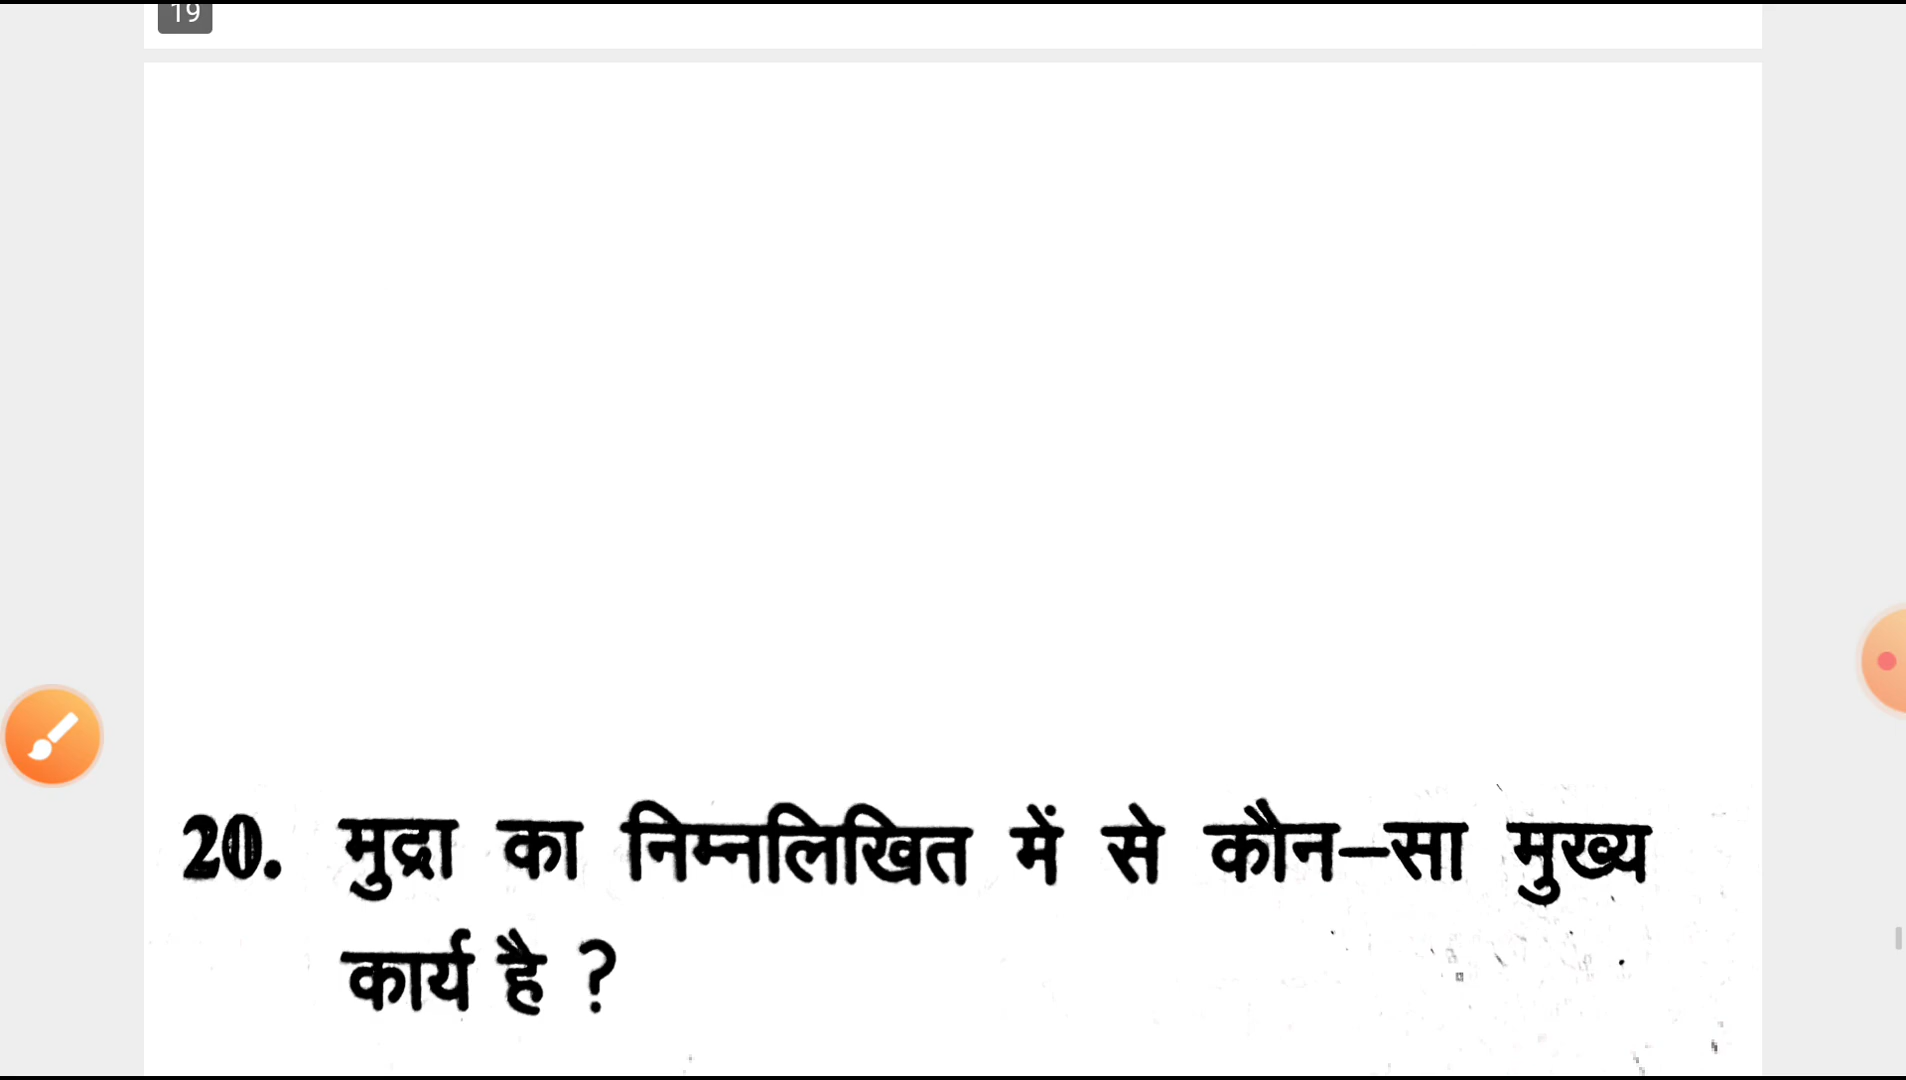 19
20. मुद्रा का निम्नलिखित में से कौन–सा मुख्य
कार्य है ?